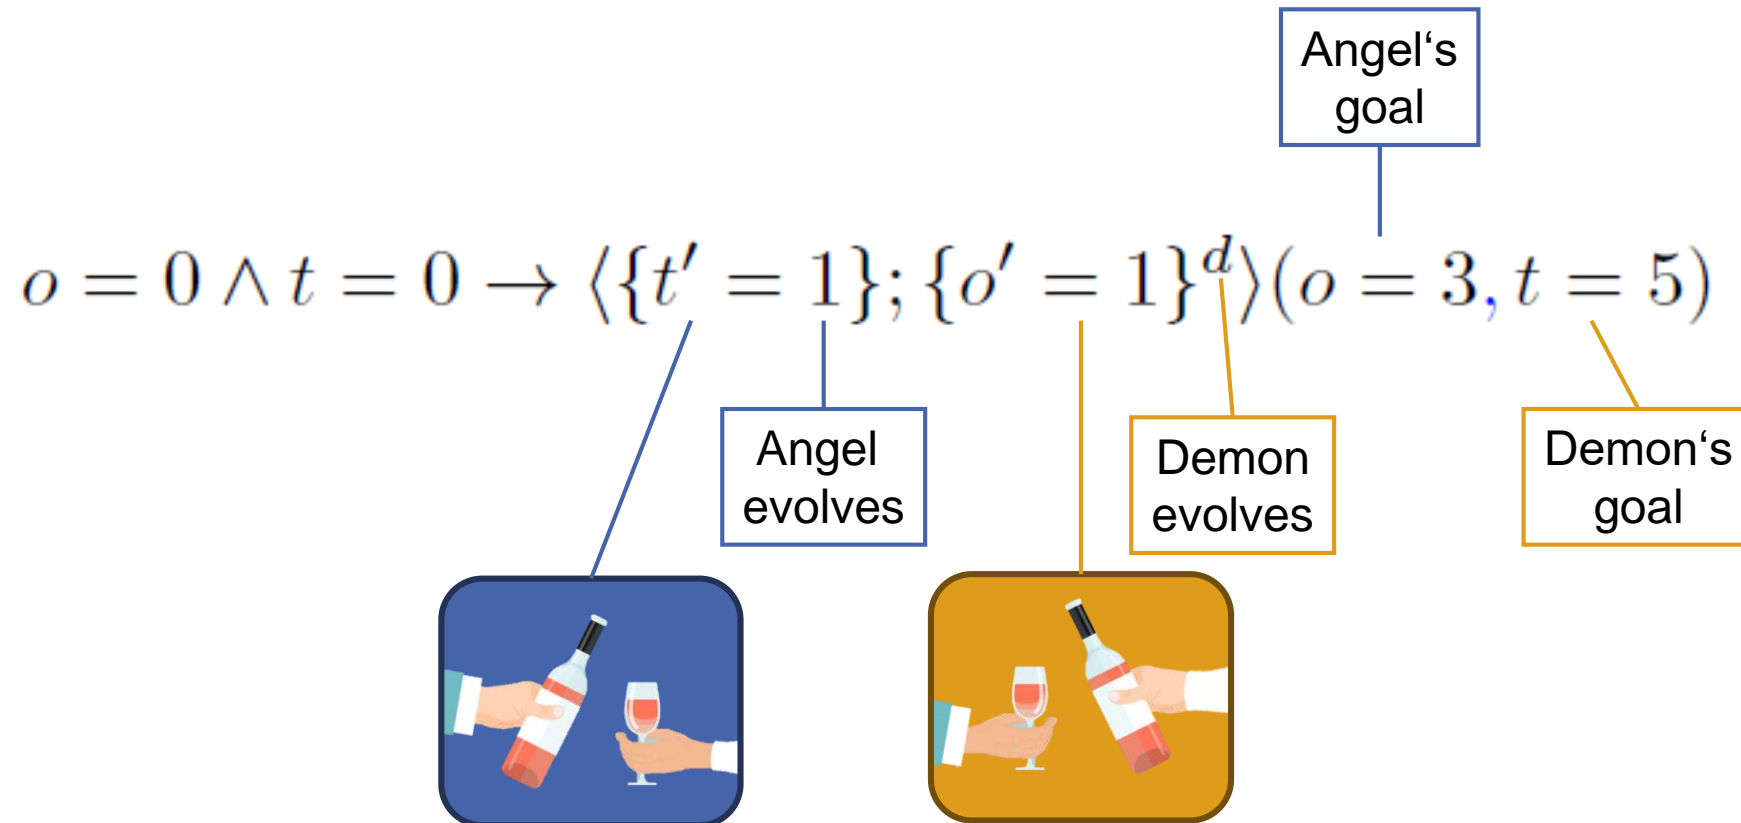 Angel‘s
goal
o = 0 ∧ t = 0 → ⟨{t′ = 1}; {o′ = 1}ᵈ⟩(o = 3, t = 5)
Angel
evolves
Demon
evolves
Demon‘s
goal